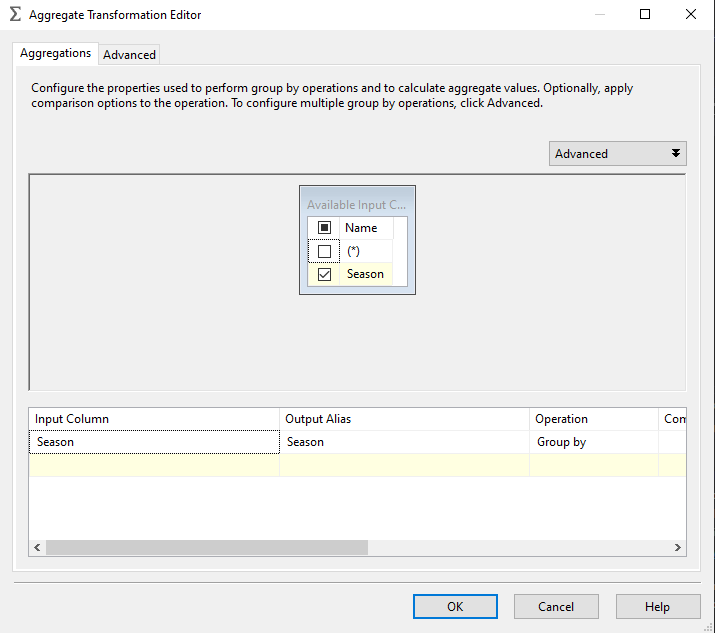 Aggregate Transformation Editor
Aggregations Advanced
Configure the properties used to perform group by operations and to calculate aggregate values. Optionally, apply
comparison options to the operation. To configure multiple group by operations, click Advanced.
Advanced
Available Input C...
Name
(*)
Season
Input Column Output Alias Operation Com
Season Season Group by
OK Cancel Help